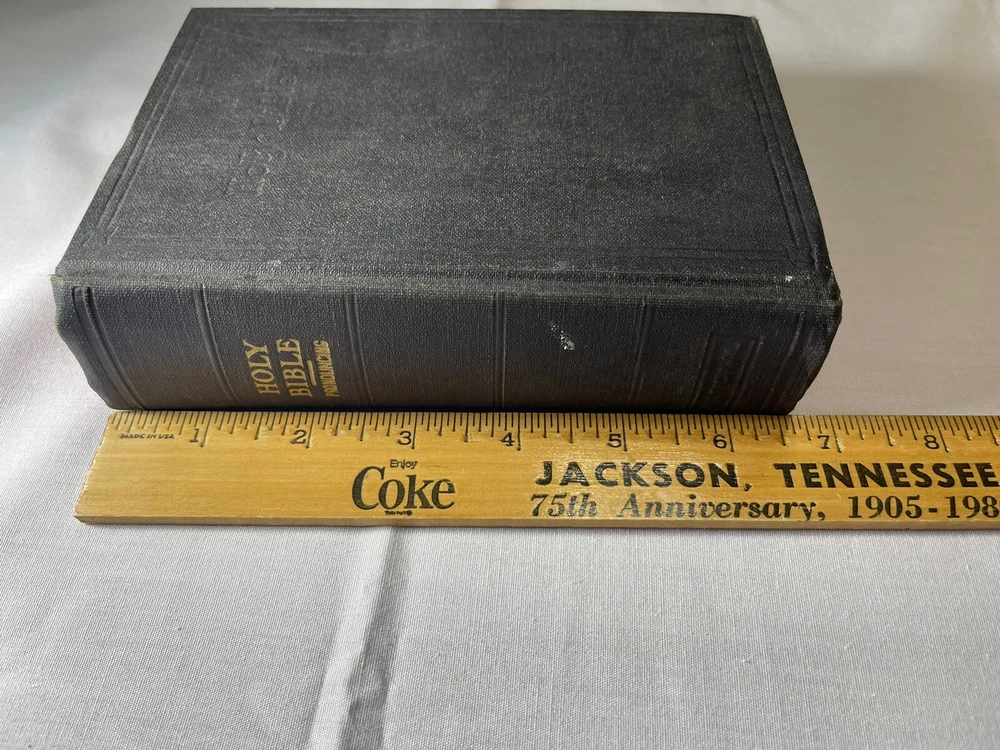 HOLY
BIBLE
PRONOUNCING
MADE IN USA 1 2 3 4 5 6 7 8
Enjoy
Coke
JACKSON, TENNESSEE
75th Anniversary, 1905-198